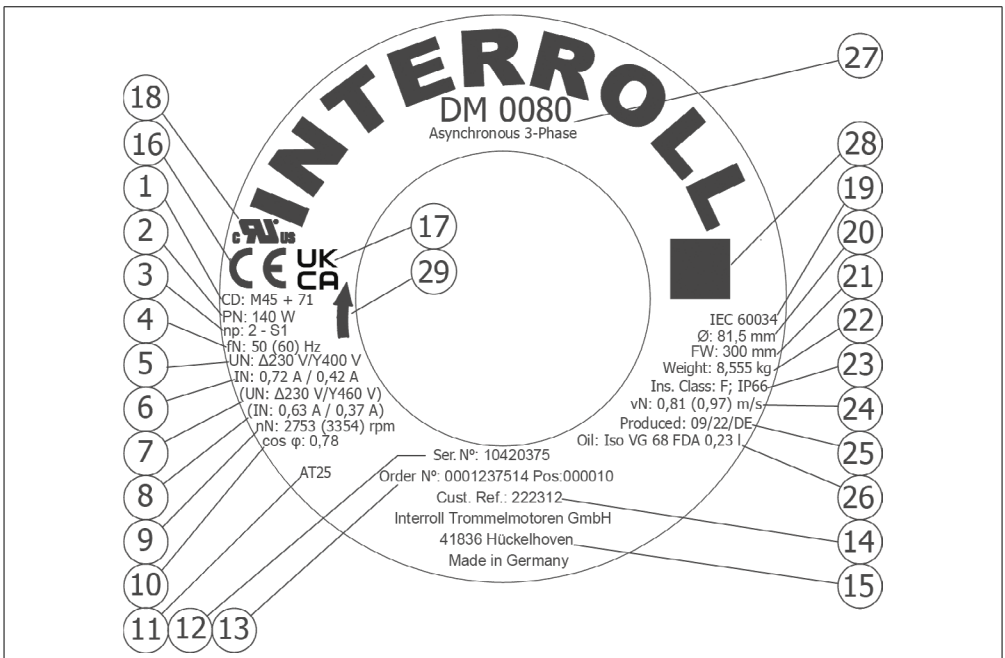 INTERROLL
DM 0080
Asynchronous 3-Phase
27
18
16
1
2
3
4
5
6
7
8
9
10
11
12
13
17
29
28
19
20
21
22
23
24
25
26
14
15
c RU US
CE
UK
CA
CD: M45 + 71
PN: 140 W
np: 2 - S1
fN: 50 (60) Hz
UN: Δ230 V/Y400 V
IN: 0,72 A / 0,42 A
(UN: Δ230 V/Y460 V)
(IN: 0,63 A / 0,37 A)
nN: 2753 (3354) rpm
cos φ: 0,78
AT25
IEC 60034
Ø: 81,5 mm
FW: 300 mm
Weight: 8,555 kg
Ins. Class: F; IP66
vN: 0,81 (0,97) m/s
Produced: 09/22/DE
Oil: Iso VG 68 FDA 0,23 l
Ser. Nº: 10420375
Order Nº: 0001237514 Pos:000010
Cust. Ref.: 222312
Interroll Trommelmotoren GmbH
41836 Hückelhoven
Made in Germany